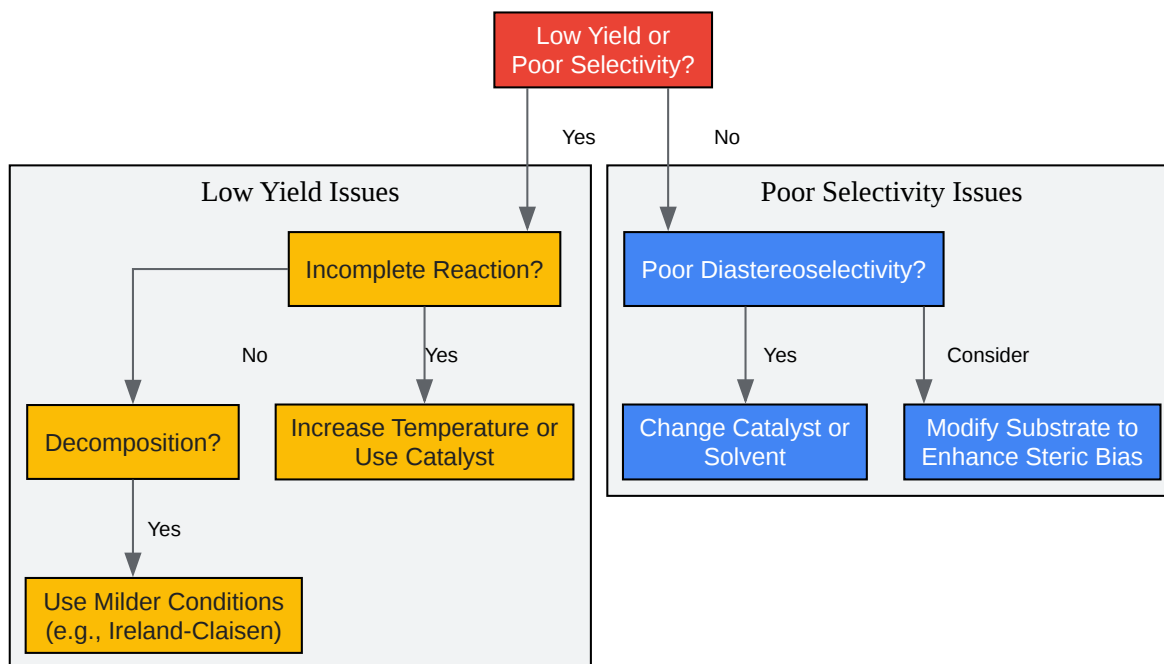 Low Yield or
Poor Selectivity?
Yes
No
Low Yield Issues
Poor Selectivity Issues
Incomplete Reaction?
Poor Diastereoselectivity?
No
Yes
Yes
Consider
Decomposition?
Increase Temperature or
Use Catalyst
Change Catalyst or
Solvent
Modify Substrate to
Enhance Steric Bias
Yes
Use Milder Conditions
(e.g., Ireland-Claisen)